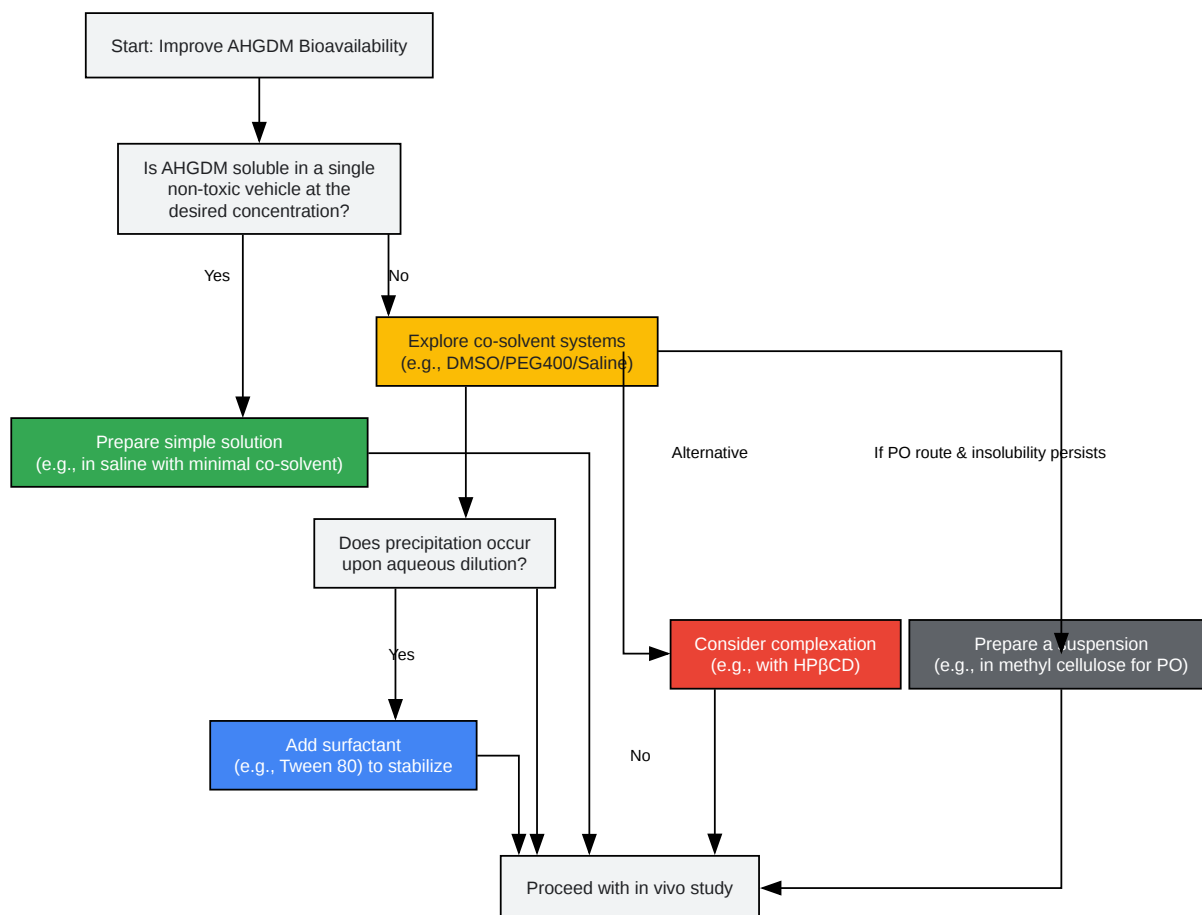 Start: Improve AHGDM Bioavailability
Is AHGDM soluble in a single
non-toxic vehicle at the
desired concentration?
Yes
No
Explore co-solvent systems
(e.g., DMSO/PEG400/Saline)
Prepare simple solution
(e.g., in saline with minimal co-solvent)
Alternative
If PO route & insolubility persists
Does precipitation occur
upon aqueous dilution?
Yes
Consider complexation
(e.g., with HPβCD)
Prepare a suspension
(e.g., in methyl cellulose for PO)
Add surfactant
(e.g., Tween 80) to stabilize
No
Proceed with in vivo study